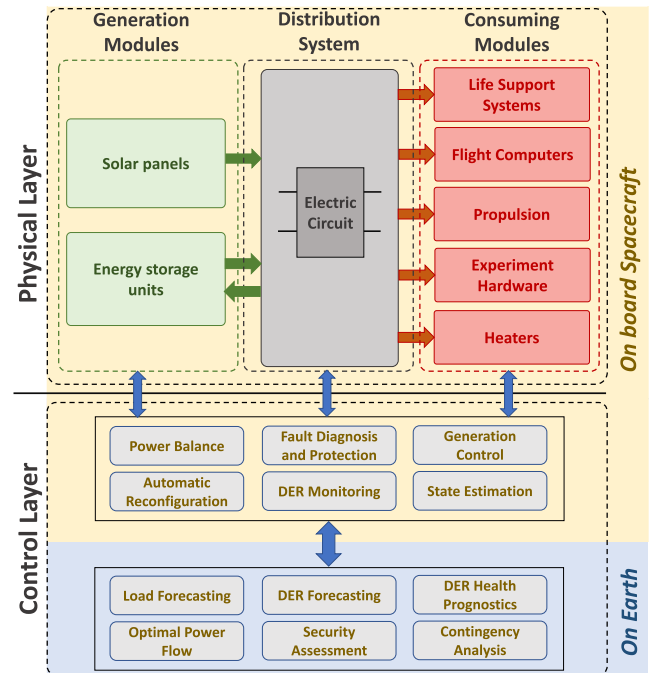 Generation
Modules
Distribution
System
Consuming
Modules
Physical Layer
Solar panels
Energy storage
units
Electric
Circuit
Life Support
Systems
Flight Computers
Propulsion
Experiment
Hardware
Heaters
On board Spacecraft
Control Layer
Power Balance
Fault Diagnosis
and Protection
Generation
Control
Automatic
Reconfiguration
DER Monitoring
State Estimation
Load Forecasting
DER Forecasting
DER Health
Prognostics
Optimal Power
Flow
Security
Assessment
Contingency
Analysis
On Earth